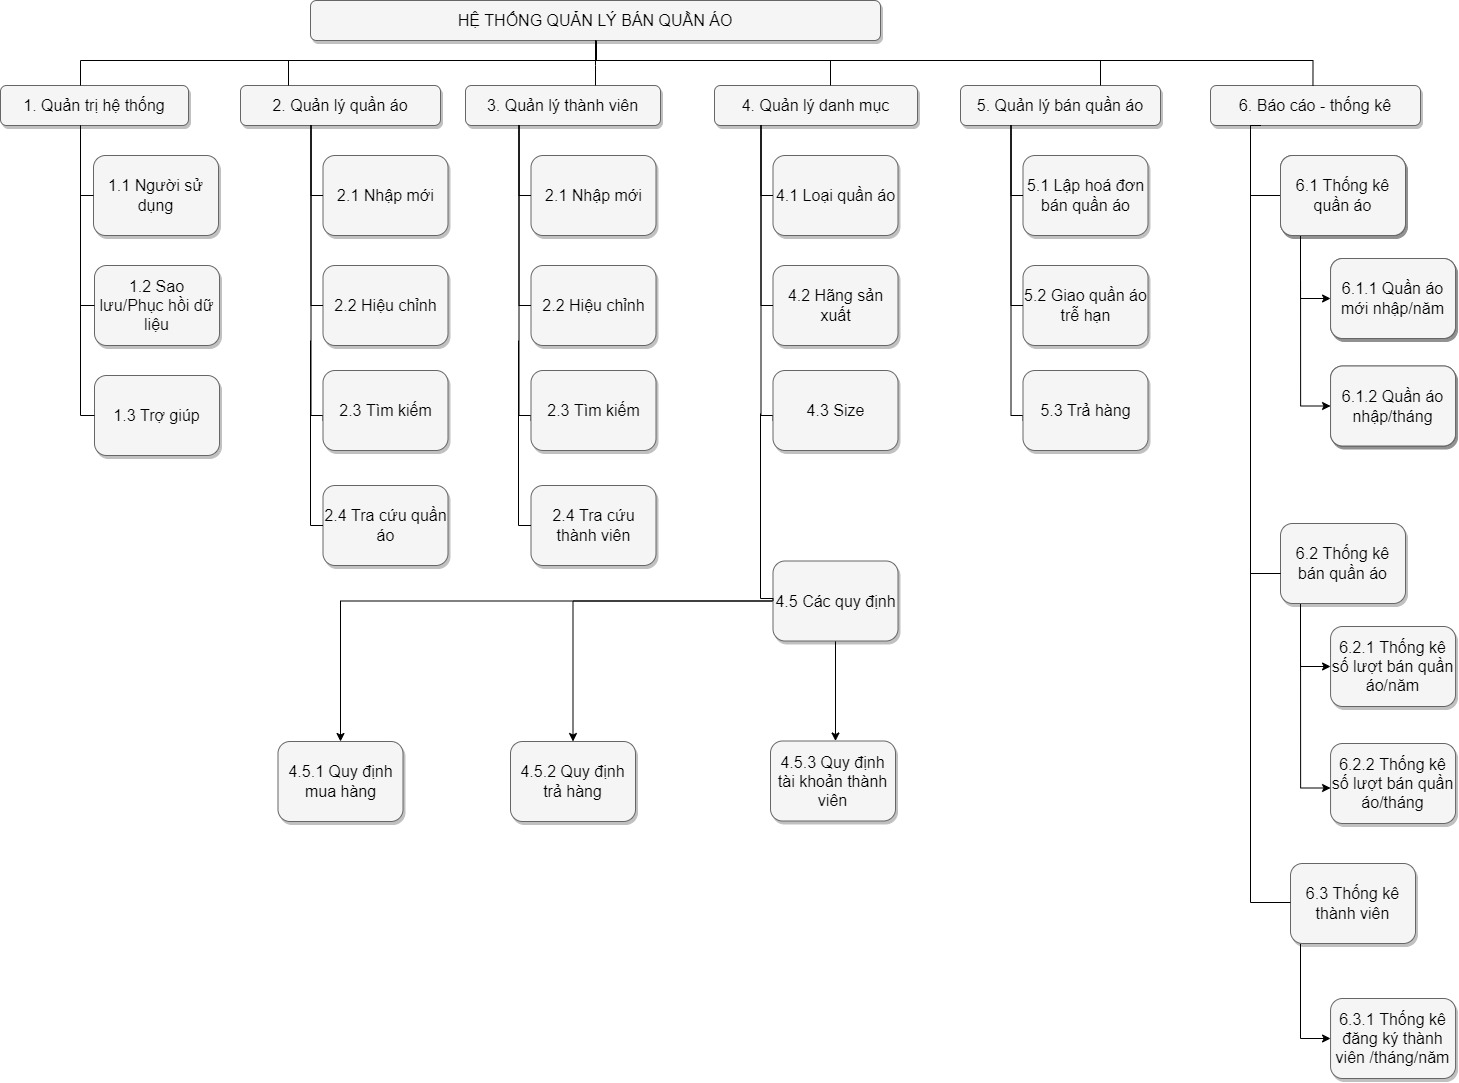 HỆ THỐNG QUẢN LÝ BÁN QUẦN ÁO
1. Quản trị hệ thống
2. Quản lý quần áo
3. Quản lý thành viên
4. Quản lý danh mục
5. Quản lý bán quần áo
6. Báo cáo - thống kê
1.1 Người sử
dụng
1.2 Sao
lưu/Phục hồi dữ
liệu
1.3 Trợ giúp
2.1 Nhập mới
2.2 Hiệu chỉnh
2.3 Tìm kiếm
2.4 Tra cứu quần
áo
2.1 Nhập mới
2.2 Hiệu chỉnh
2.3 Tìm kiếm
2.4 Tra cứu
thành viên
4.1 Loại quần áo
4.2 Hãng sản
xuất
4.3 Size
4.5 Các quy định
4.5.1 Quy định
mua hàng
4.5.2 Quy định
trả hàng
4.5.3 Quy định
tài khoản thành
viên
5.1 Lập hoá đơn
bán quần áo
5.2 Giao quần áo
trễ hạn
5.3 Trả hàng
6.1 Thống kê
quần áo
6.1.1 Quần áo
mới nhập/năm
6.1.2 Quần áo
nhập/tháng
6.2 Thống kê
bán quần áo
6.2.1 Thống kê
số lượt bán quần
áo/năm
6.2.2 Thống kê
số lượt bán quần
áo/tháng
6.3 Thống kê
thành viên
6.3.1 Thống kê
đăng ký thành
viên /tháng/năm